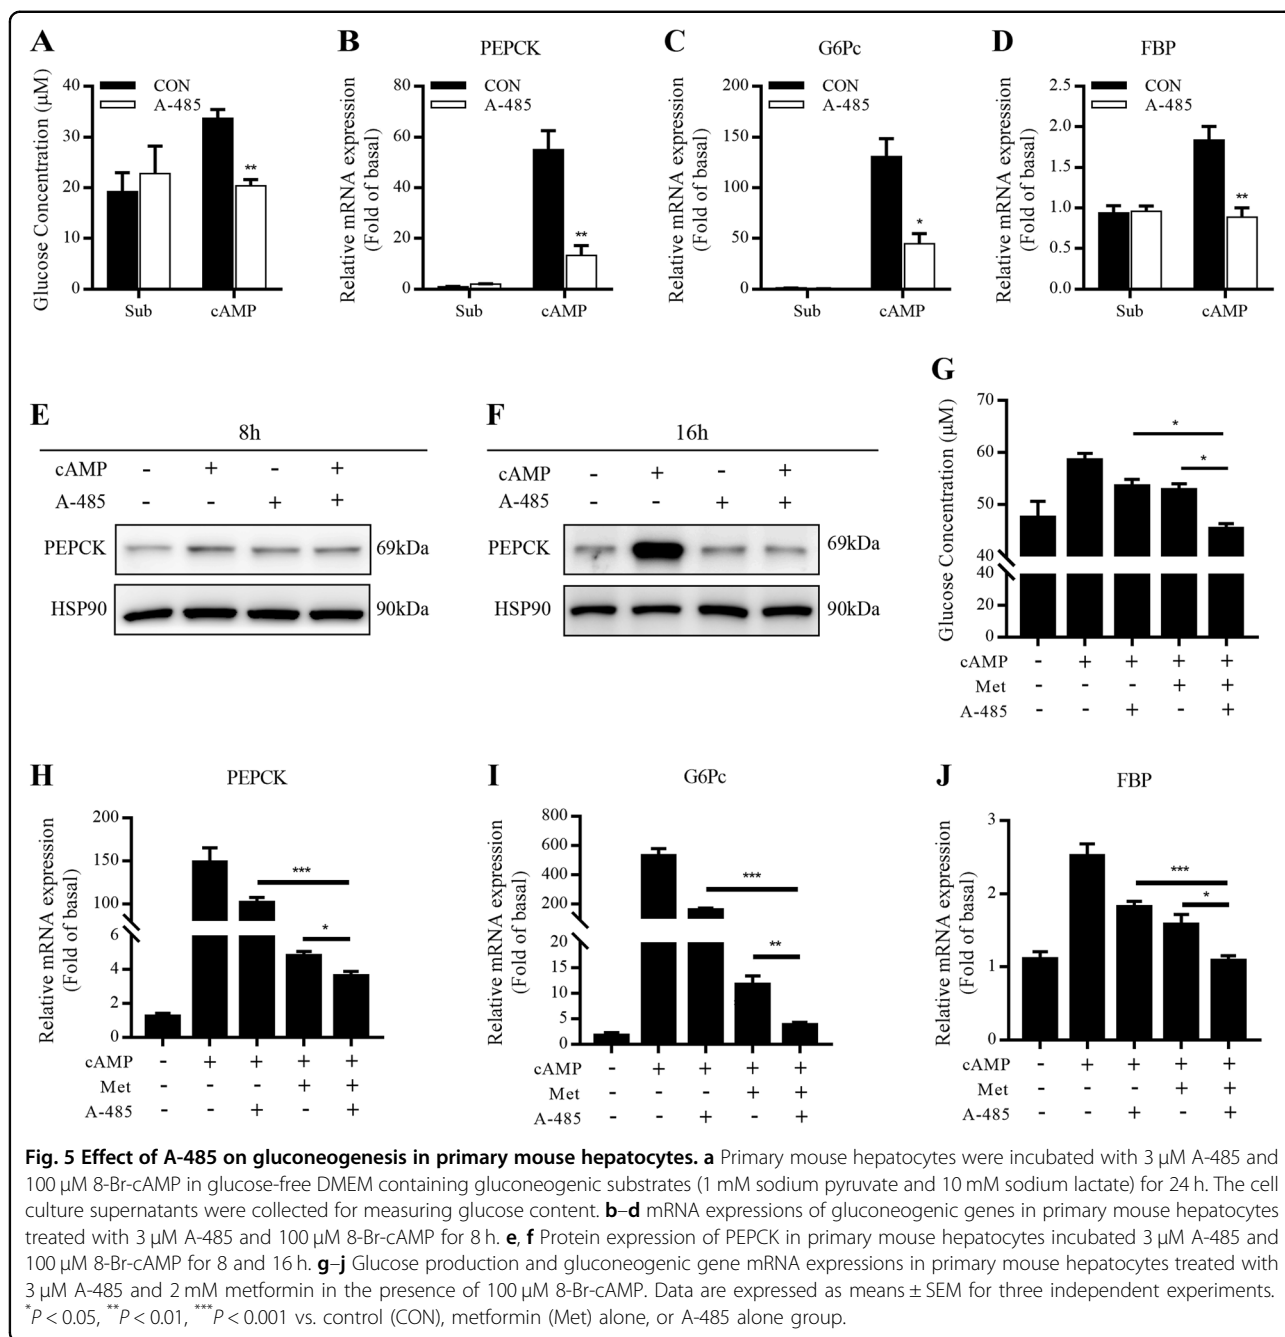 A
Glucose Concentration (μM)
40
30
20
10
0
CON
A-485
**
Sub
cAMP
B
PEPCK
Relative mRNA expression
(Fold of basal)
80
60
40
20
0
CON
A-485
**
Sub
cAMP
C
G6Pc
Relative mRNA expression
(Fold of basal)
200
150
100
50
0
CON
A-485
*
Sub
cAMP
D
FBP
Relative mRNA expression
(Fold of basal)
2.5
2.0
1.5
1.0
0.5
0.0
CON
A-485
**
Sub
cAMP
E
8h
cAMP - + - +
A-485 - - + +
PEPCK 69kDa
HSP90 90kDa
F
16h
cAMP - + - +
A-485 - - + +
PEPCK 69kDa
HSP90 90kDa
G
Glucose Concentration (μM)
70
60
50
40
40
20
0
*
*
cAMP - + + + +
Met - - - + +
A-485 - - + - +
H
PEPCK
Relative mRNA expression
(Fold of basal)
200
150
100
6
4
2
0
***
*
cAMP - + + + +
Met - - - + +
A-485 - - + - +
I
G6Pc
Relative mRNA expression
(Fold of basal)
800
600
400
200
20
15
10
5
0
***
**
cAMP - + + + +
Met - - - + +
A-485 - - + - +
J
FBP
Relative mRNA expression
(Fold of basal)
3
2
1
0
***
*
cAMP - + + + +
Met - - - + +
A-485 - - + - +
Fig. 5 Effect of A-485 on gluconeogenesis in primary mouse hepatocytes. a Primary mouse hepatocytes were incubated with 3 μM A-485 and
100 μM 8-Br-cAMP in glucose-free DMEM containing gluconeogenic substrates (1 mM sodium pyruvate and 10 mM sodium lactate) for 24 h. The cell
culture supernatants were collected for measuring glucose content. b–d mRNA expressions of gluconeogenic genes in primary mouse hepatocytes
treated with 3 μM A-485 and 100 μM 8-Br-cAMP for 8 h. e, f Protein expression of PEPCK in primary mouse hepatocytes incubated 3 μM A-485 and
100 μM 8-Br-cAMP for 8 and 16 h. g–j Glucose production and gluconeogenic gene mRNA expressions in primary mouse hepatocytes treated with
3 μM A-485 and 2 mM metformin in the presence of 100 μM 8-Br-cAMP. Data are expressed as means ± SEM for three independent experiments.
*P < 0.05, **P < 0.01, ***P < 0.001 vs. control (CON), metformin (Met) alone, or A-485 alone group.